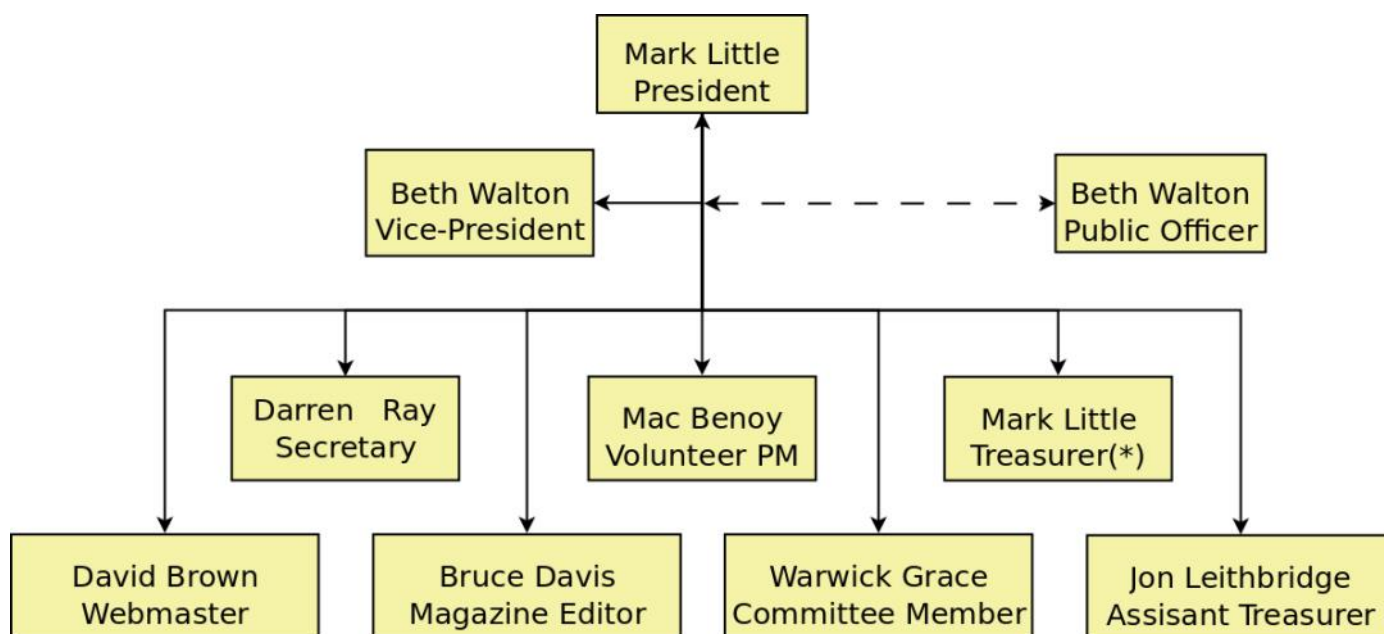 Mark Little
President
Beth Walton
Vice-President
Beth Walton
Public Officer
Darren Ray
Secretary
Mac Benoy
Volunteer PM
Mark Little
Treasurer(*)
David Brown
Webmaster
Bruce Davis
Magazine Editor
Warwick Grace
Committee Member
Jon Leithbridge
Assisant Treasurer